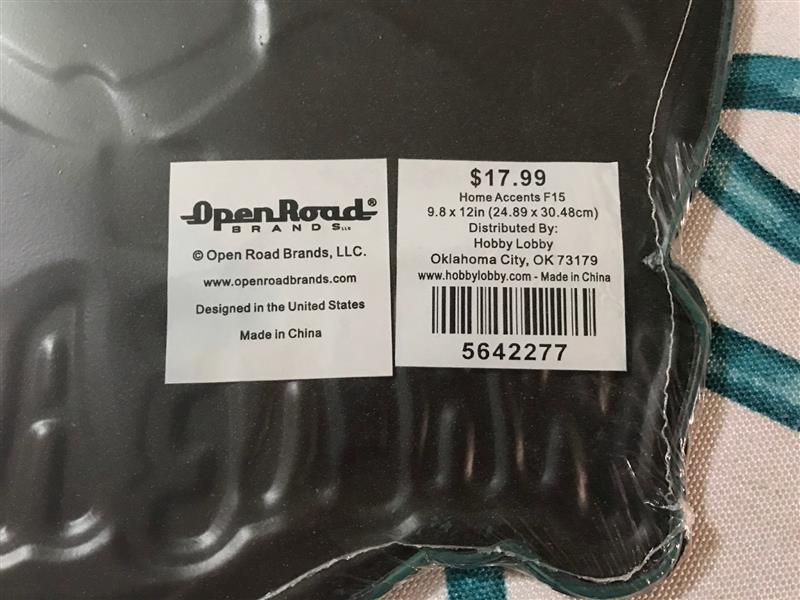 OpenRoad®
BRANDS LLC
© Open Road Brands, LLC.
www.openroadbrands.com
Designed in the United States
Made in China
$17.99
Home Accents F15
9.8 x 12in (24.89 x 30.48cm)
Distributed By:
Hobby Lobby
Oklahoma City, OK 73179
www.hobbylobby.com - Made in China
5642277